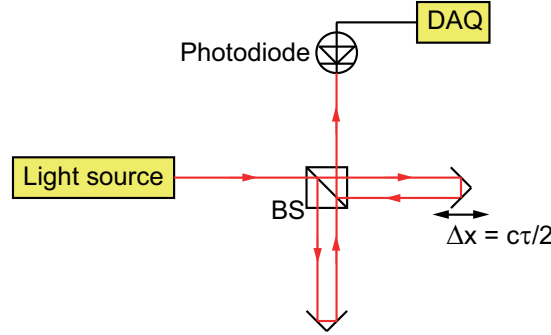 DAQ
Photodiode
Light source
BS
Δx = cτ/2